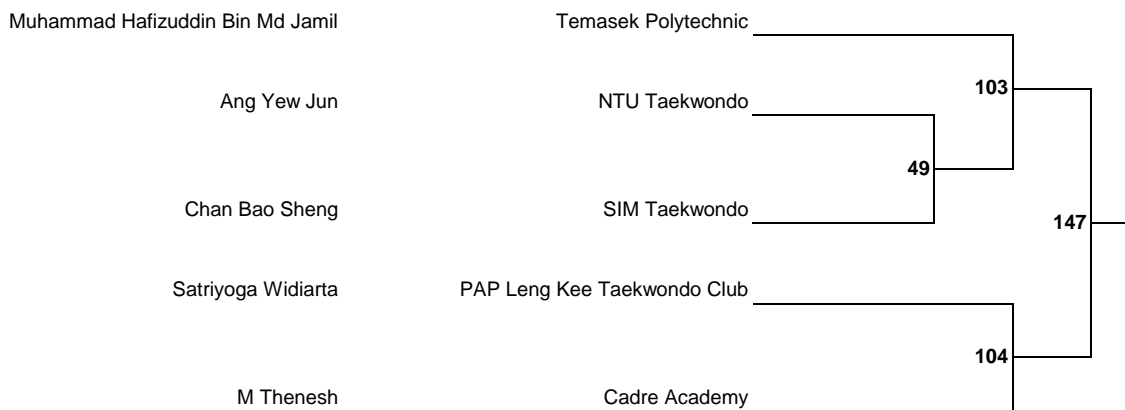 Muhammad Hafizuddin Bin Md Jamil Temasek Polytechnic
103
Ang Yew Jun NTU Taekwondo
49
Chan Bao Sheng SIM Taekwondo
147
Satriyoga Widiarta PAP Leng Kee Taekwondo Club
104
M Thenesh Cadre Academy